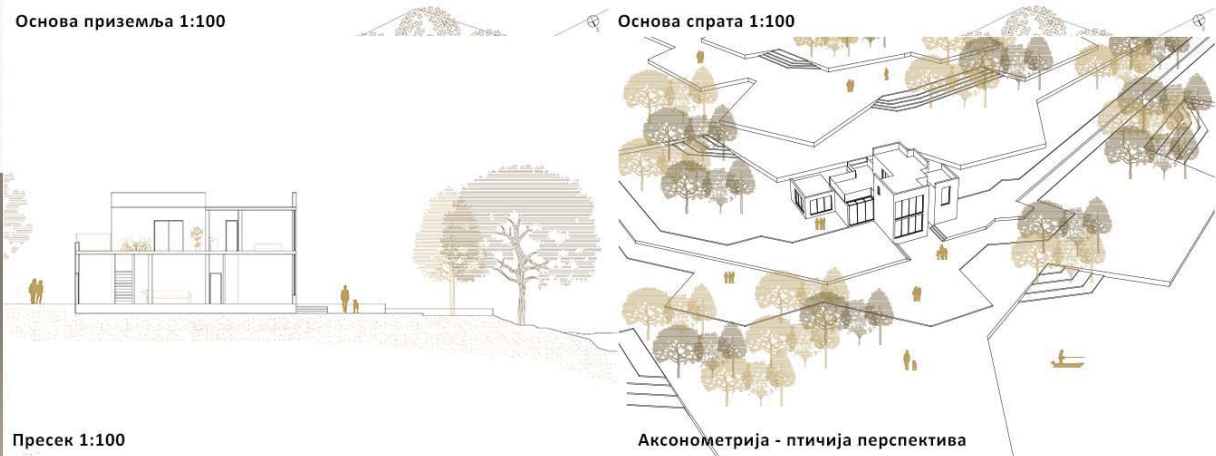 Основа приземља 1:100
Основа спрата 1:100
Пресек 1:100
Аксонометрија - птичија перспектива